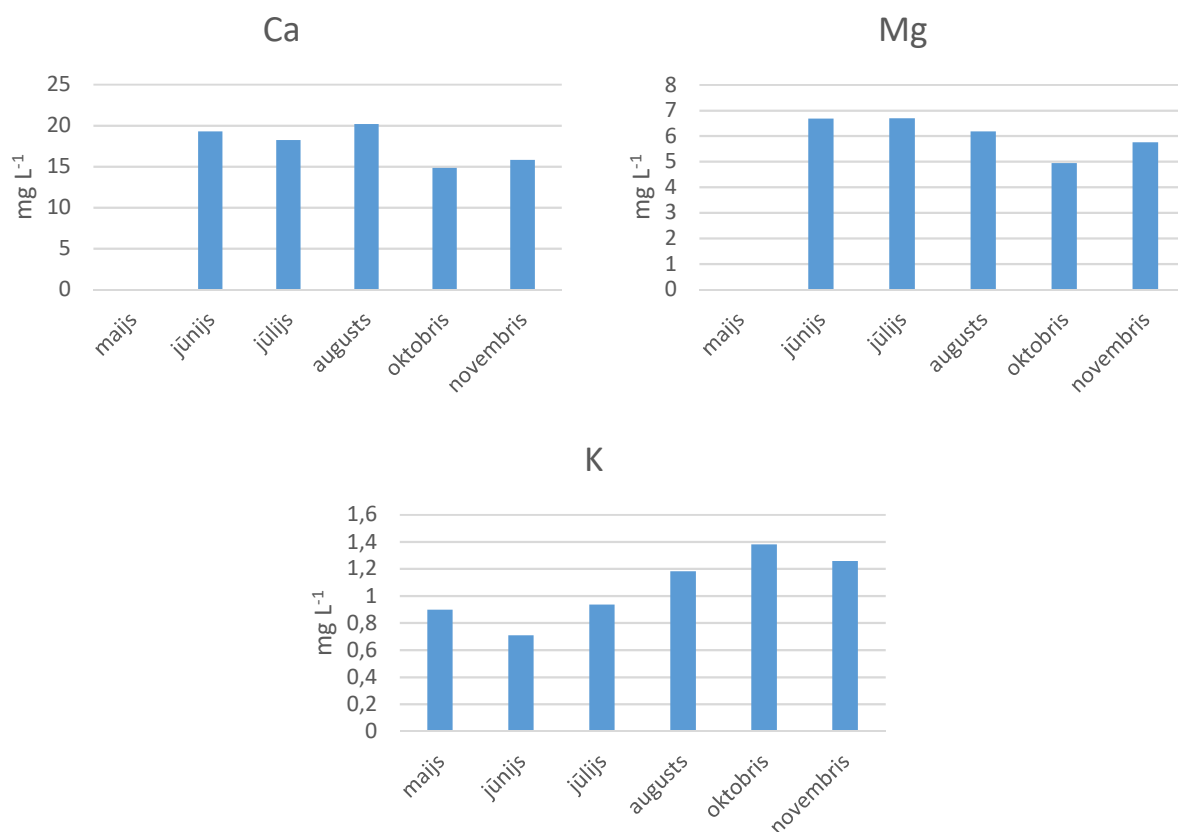 Ca
mg L-1
25
20
15
10
5
0
maijs
jūnijs
jūlijs
augusts
oktobris
novembris
Mg
mg L-1
8
7
6
5
4
3
2
1
0
maijs
jūnijs
jūlijs
augusts
oktobris
novembris
K
mg L-1
1,6
1,4
1,2
1
0,8
0,6
0,4
0,2
0
maijs
jūnijs
jūlijs
augusts
oktobris
novembris